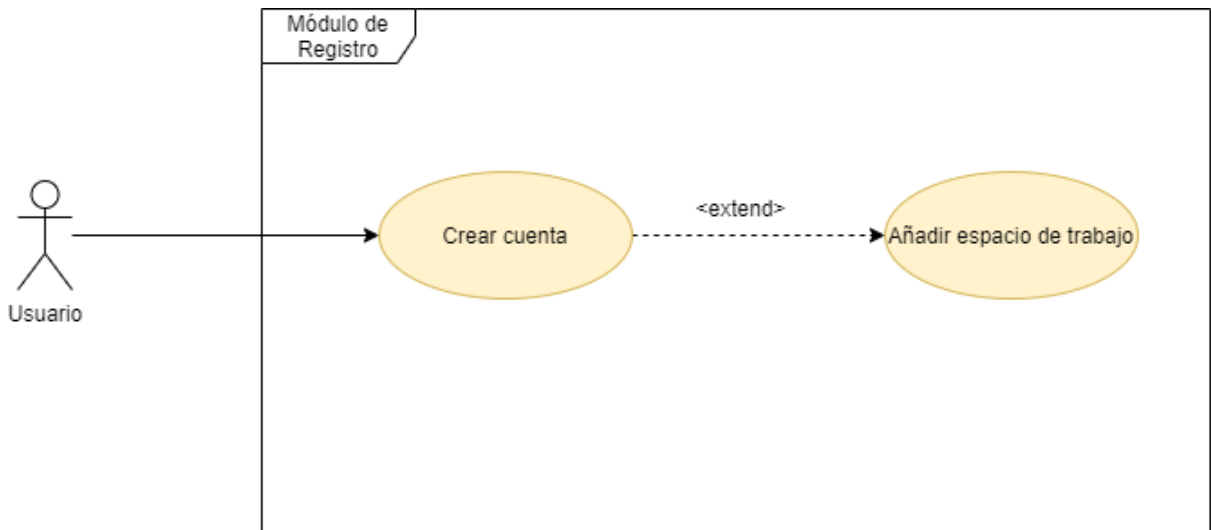 Módulo de
Registro
Usuario
Crear cuenta
<extend>
Añadir espacio de trabajo